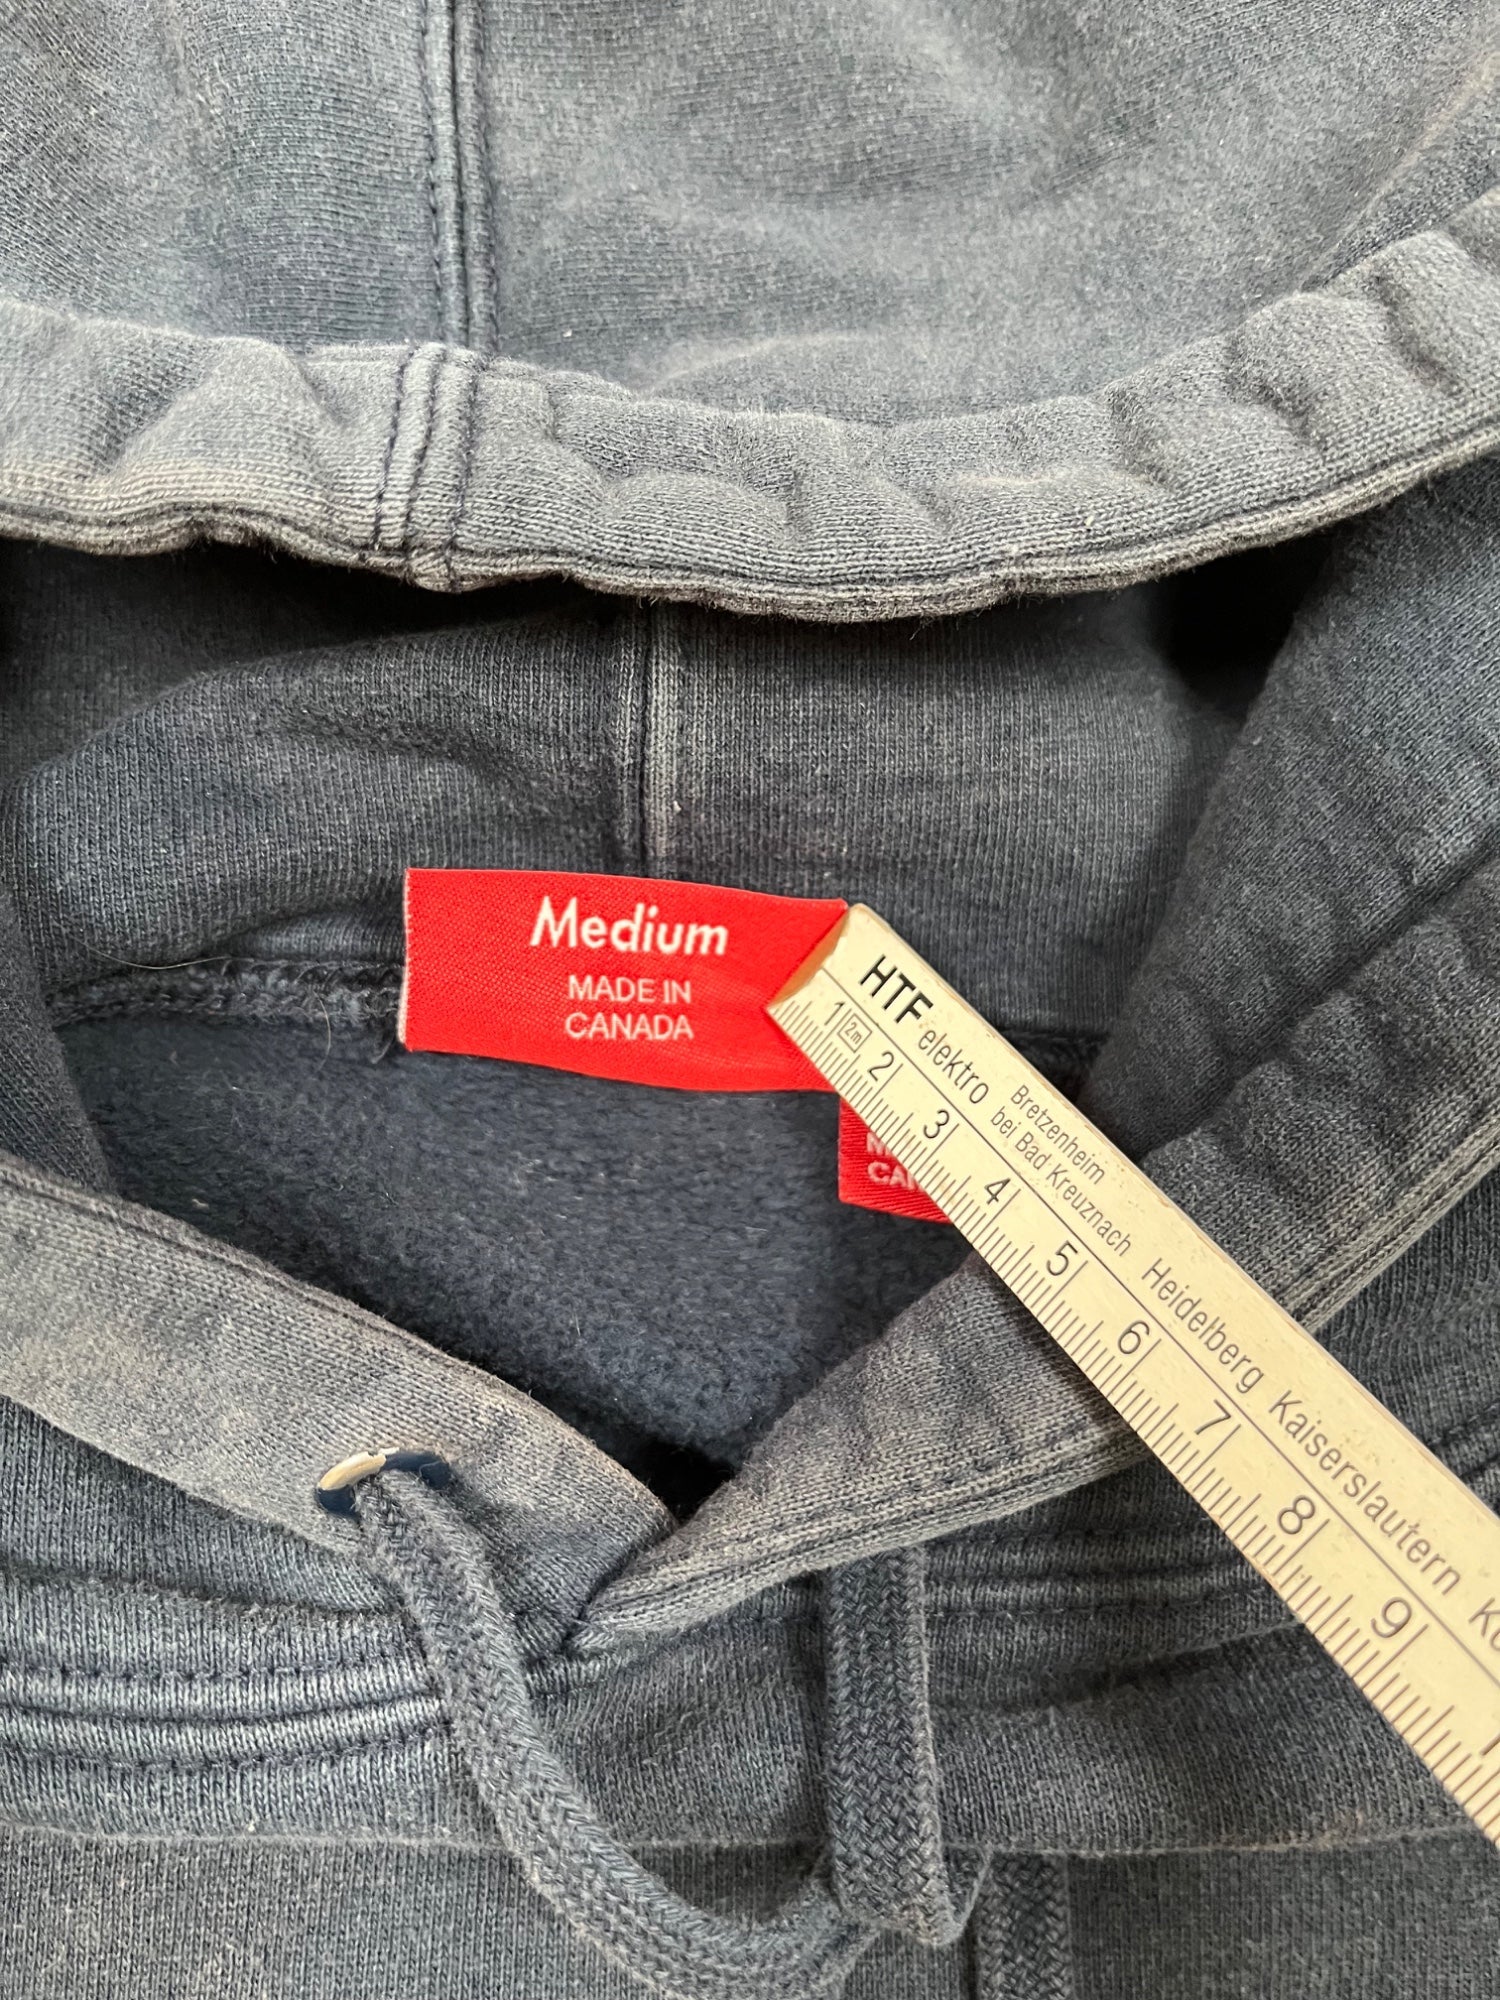 Medium
MADE IN
CANADA
HTF elektro
Bretzenheim
bei Bad Kreuznach
Heidelberg Kaiserslautern
1 2m 2 3 4 5 6 7 8 9